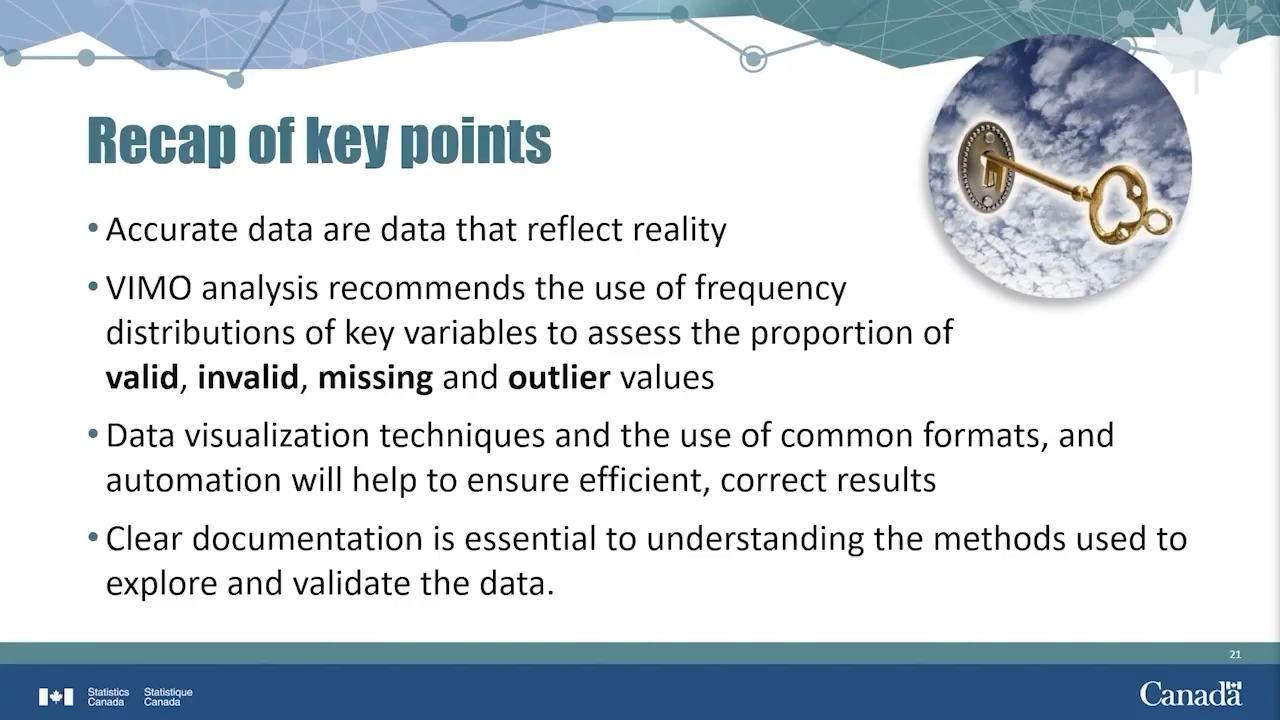 Recap of key points
• Accurate data are data that reflect reality
• VIMO analysis recommends the use of frequency
distributions of key variables to assess the proportion of
valid, invalid, missing and outlier values
• Data visualization techniques and the use of common formats, and
automation will help to ensure efficient, correct results
• Clear documentation is essential to understanding the methods used to
explore and validate the data.
21
Statistics Statistique
Canada Canada
Canada